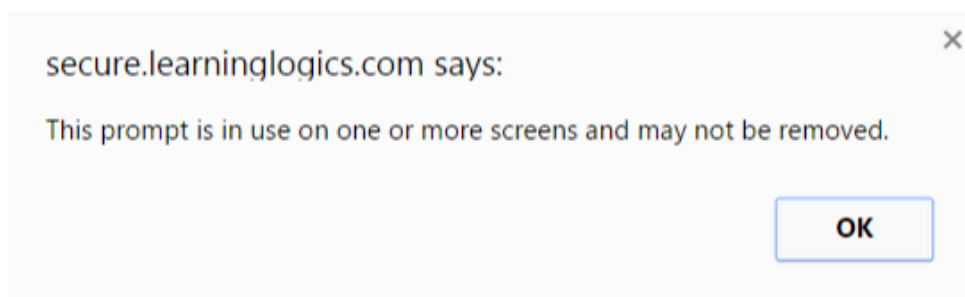 secure.learninglogics.com says:
This prompt is in use on one or more screens and may not be removed.
OK